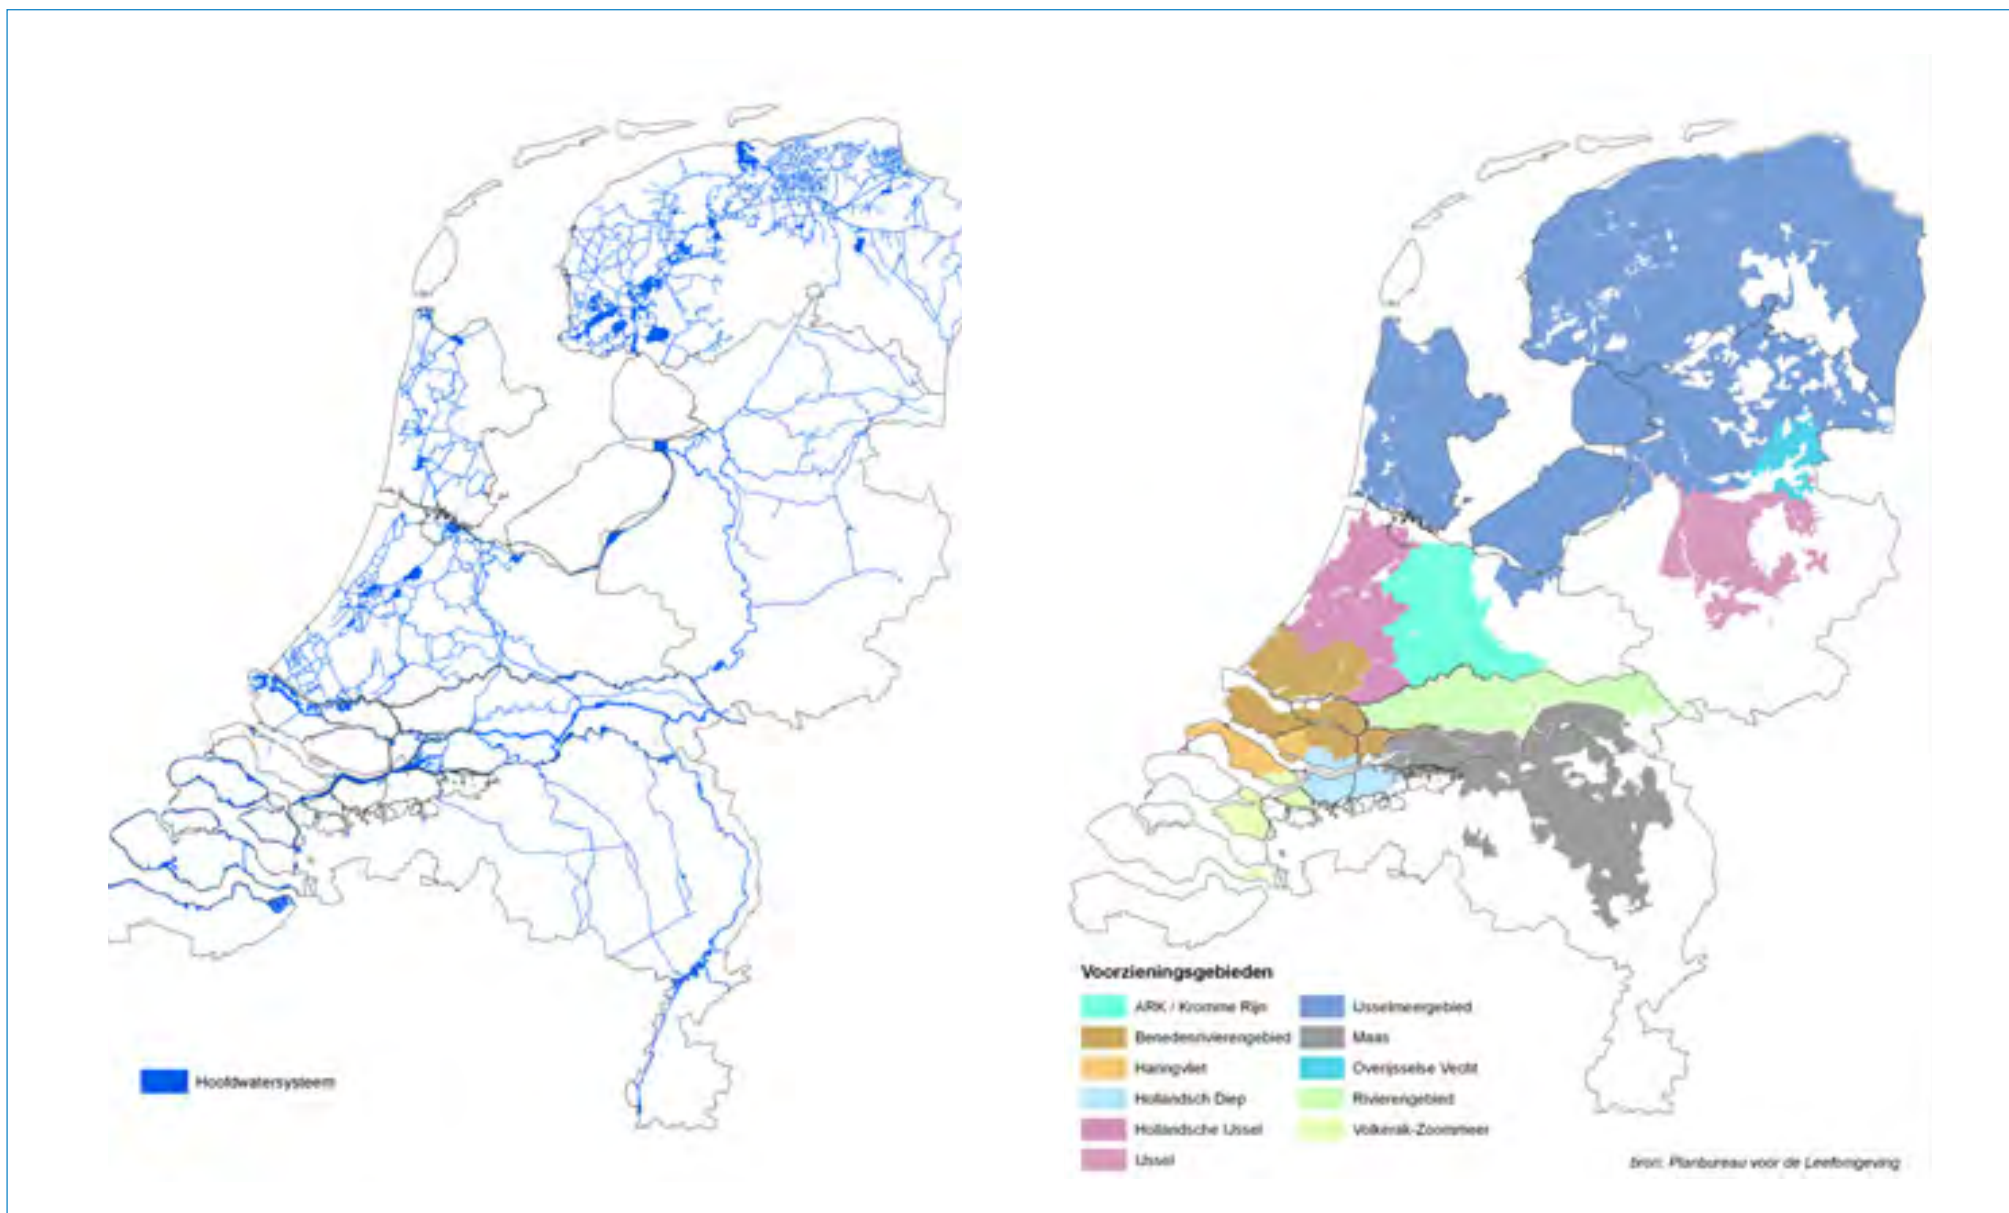 Hoofdwatersysteem
Voorzieningsgebieden
ARK / Kromme Rijn
Benedenrivierengebied
Haringvliet
Hollandsch Diep
Hollandsche IJssel
IJssel
IJsselmeergebied
Maas
Overijsselse Vecht
Rivierengebied
Volkerak-Zoommeer
bron: Planbureau voor de Leefomgeving